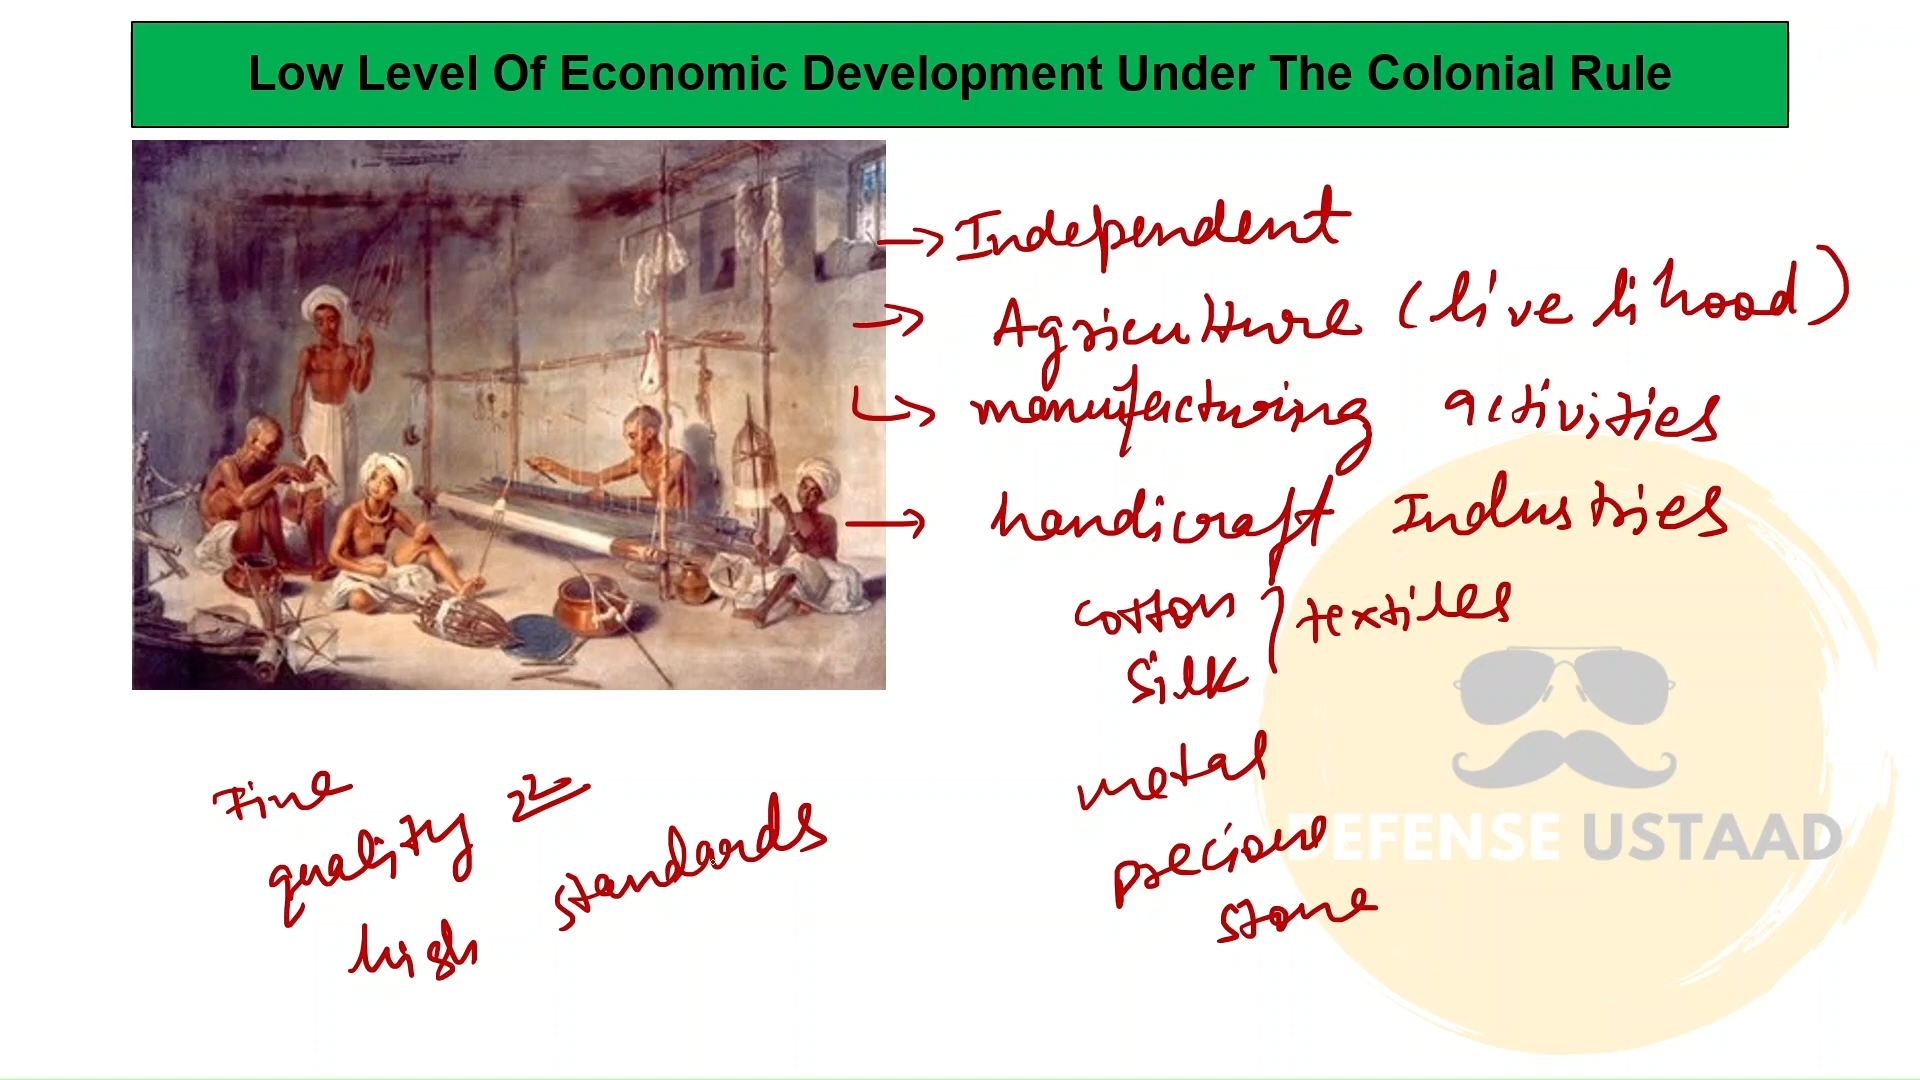 Low Level Of Economic Development Under The Colonial Rule
→ Independent
→ Agriculture (livelihood)
→ manufacturing activities
→ handicraft Industries
cotton } textiles
silk
metal
precious
stone
Fine
quality
high standards
DEFENSE USTAAD